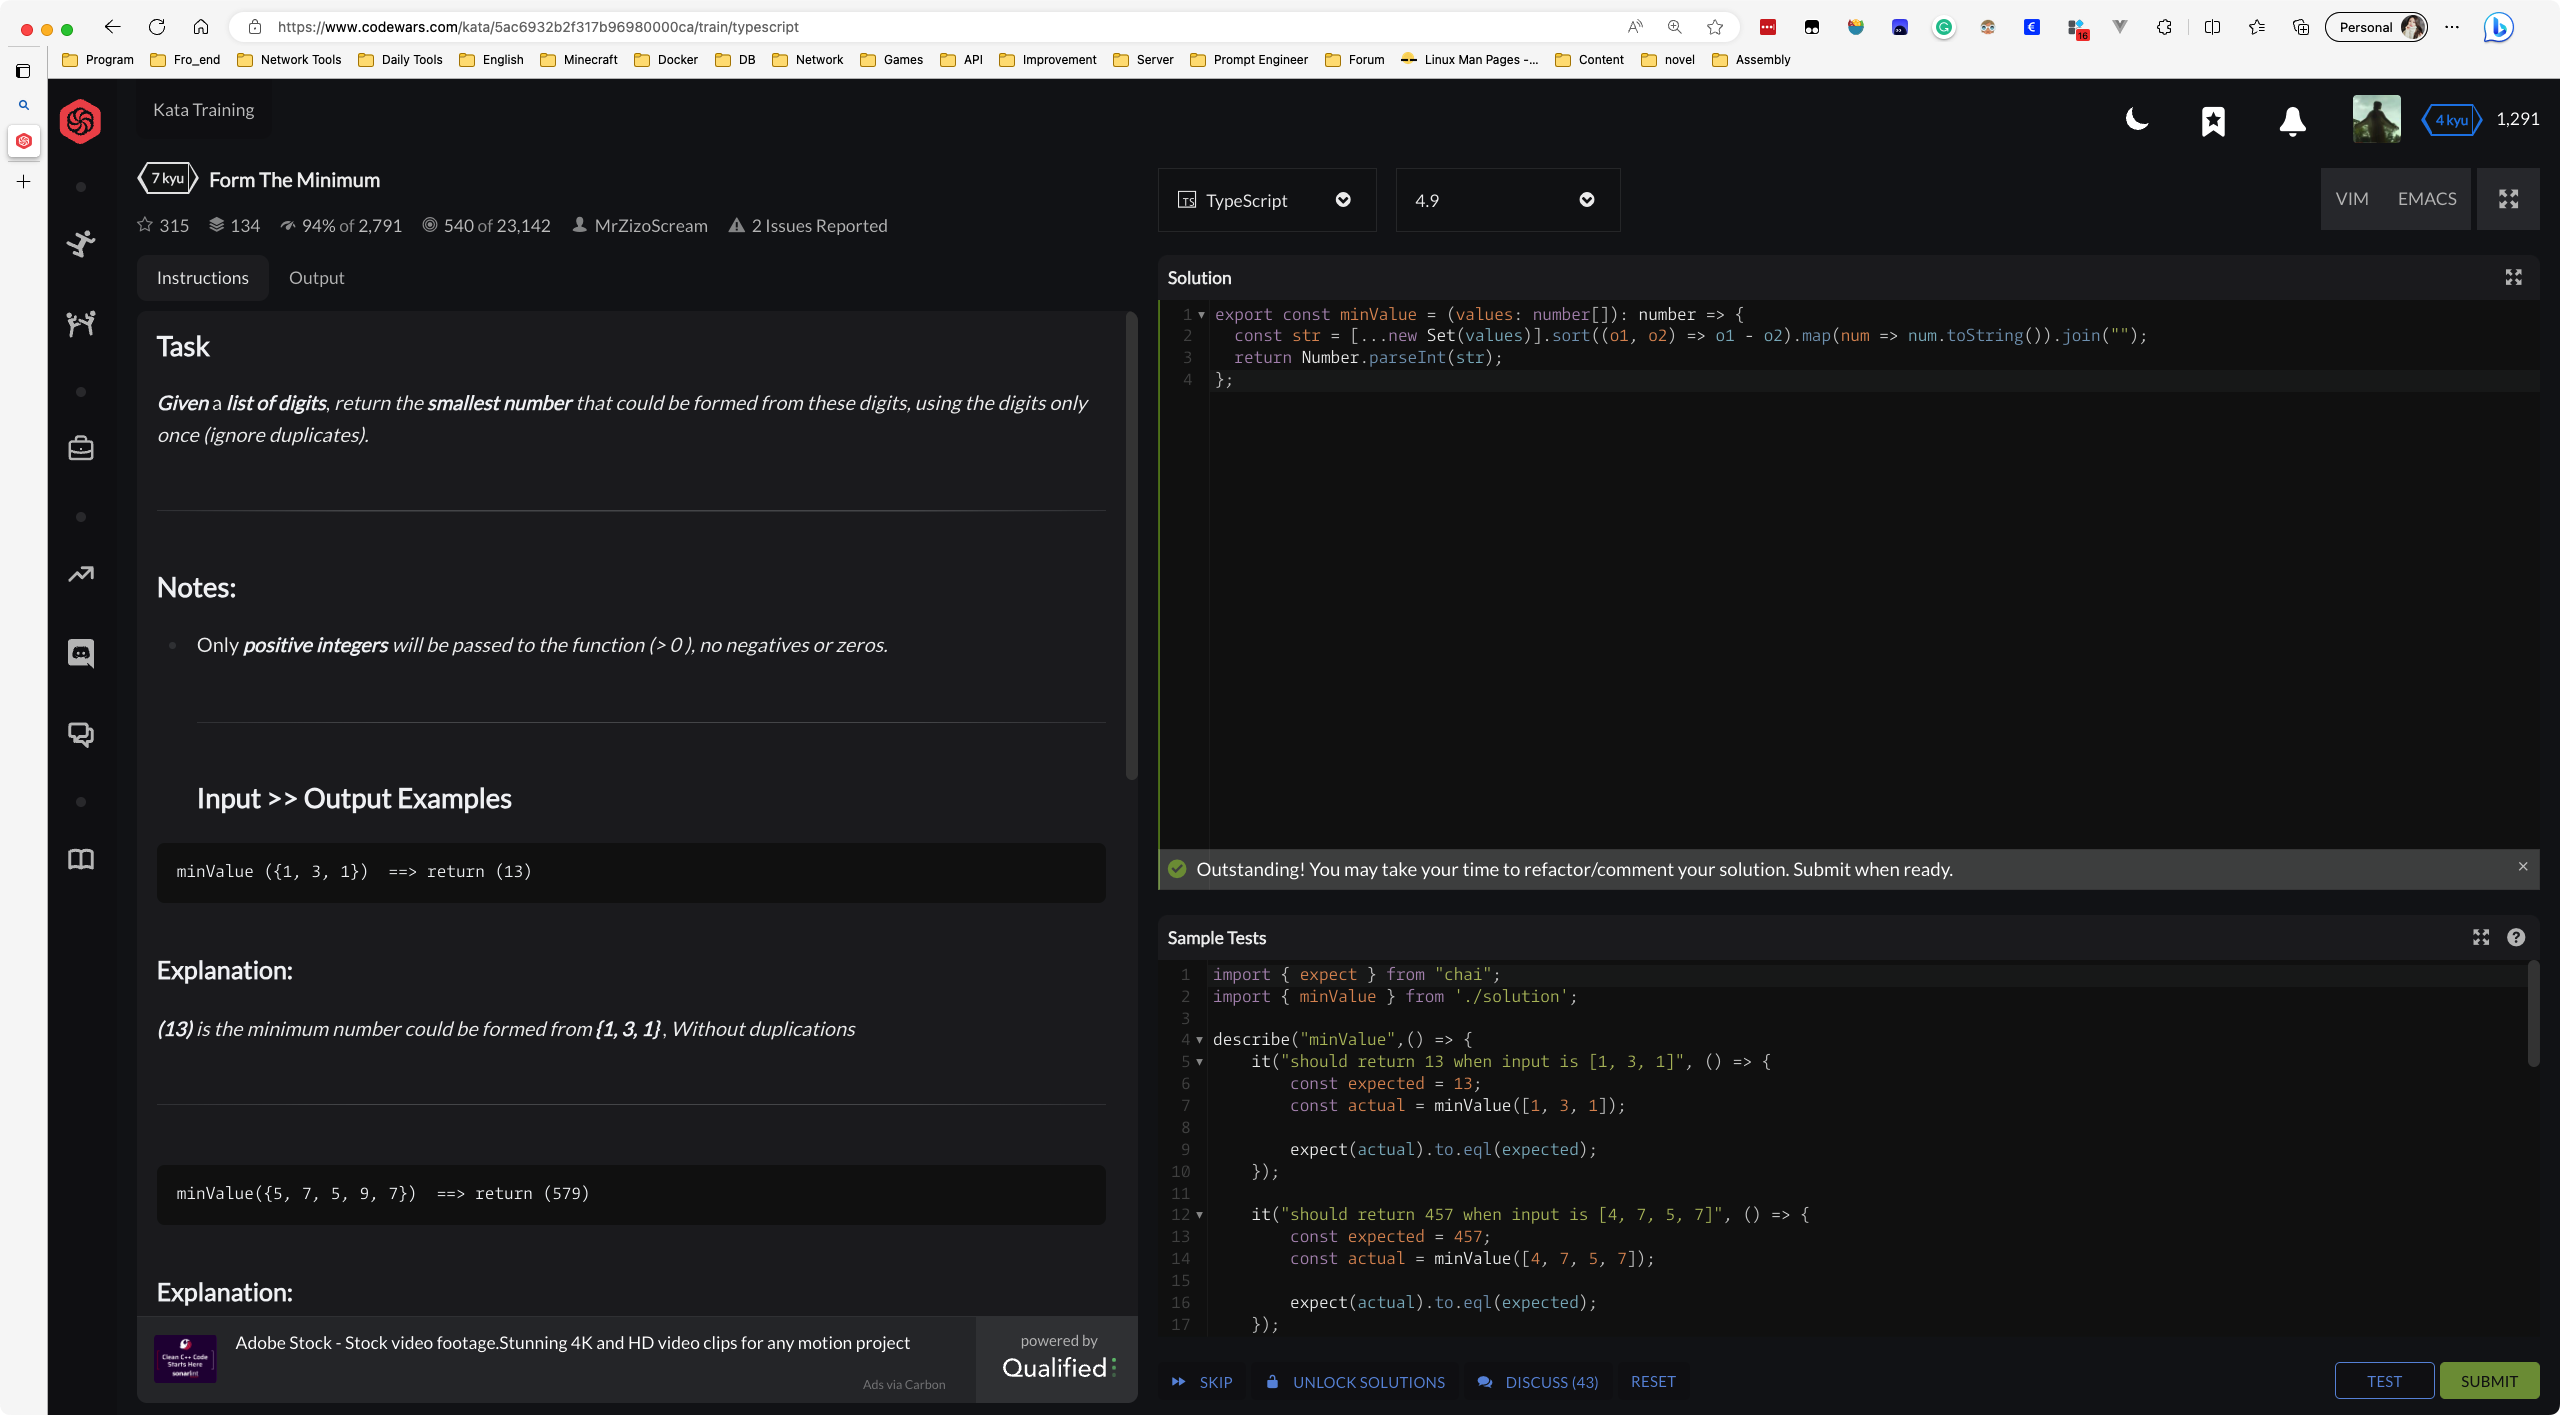 https://www.codewars.com/kata/5ac6932b2f317b96980000ca/train/typescript
Personal
16
Program Fro_end Network Tools Daily Tools English Minecraft Docker DB Network Games API Improvement Server Prompt Engineer Forum Linux Man Pages -... Content novel Assembly
Kata Training
4 kyu 1,291
7 kyu Form The Minimum
315 134 94% of 2,791 540 of 23,142 MrZizoScream 2 Issues Reported
Instructions Output
Task
Given a list of digits, return the smallest number that could be formed from these digits, using the digits only
once (ignore duplicates).
Notes:
Only positive integers will be passed to the function (> 0 ), no negatives or zeros.
Input >> Output Examples
minValue ({1, 3, 1})  ==> return (13)
Explanation:
(13) is the minimum number could be formed from {1, 3, 1} , Without duplications
minValue({5, 7, 5, 9, 7})  ==> return (579)
Explanation:
Clean C++ Code
Starts Here
sonarlint
Adobe Stock - Stock video footage.Stunning 4K and HD video clips for any motion project
Ads via Carbon
powered by
Qualified
TS TypeScript 4.9 VIM EMACS
Solution
1 export const minValue = (values: number[]): number => {
2   const str = [...new Set(values)].sort((o1, o2) => o1 - o2).map(num => num.toString()).join("");
3   return Number.parseInt(str);
4 };
Outstanding! You may take your time to refactor/comment your solution. Submit when ready.
Sample Tests
1 import { expect } from "chai";
2 import { minValue } from './solution';
3
4 describe("minValue",() => {
5     it("should return 13 when input is [1, 3, 1]", () => {
6         const expected = 13;
7         const actual = minValue([1, 3, 1]);
8
9         expect(actual).to.eql(expected);
10     });
11
12     it("should return 457 when input is [4, 7, 5, 7]", () => {
13         const expected = 457;
14         const actual = minValue([4, 7, 5, 7]);
15
16         expect(actual).to.eql(expected);
17     });
SKIP UNLOCK SOLUTIONS DISCUSS (43) RESET TEST SUBMIT